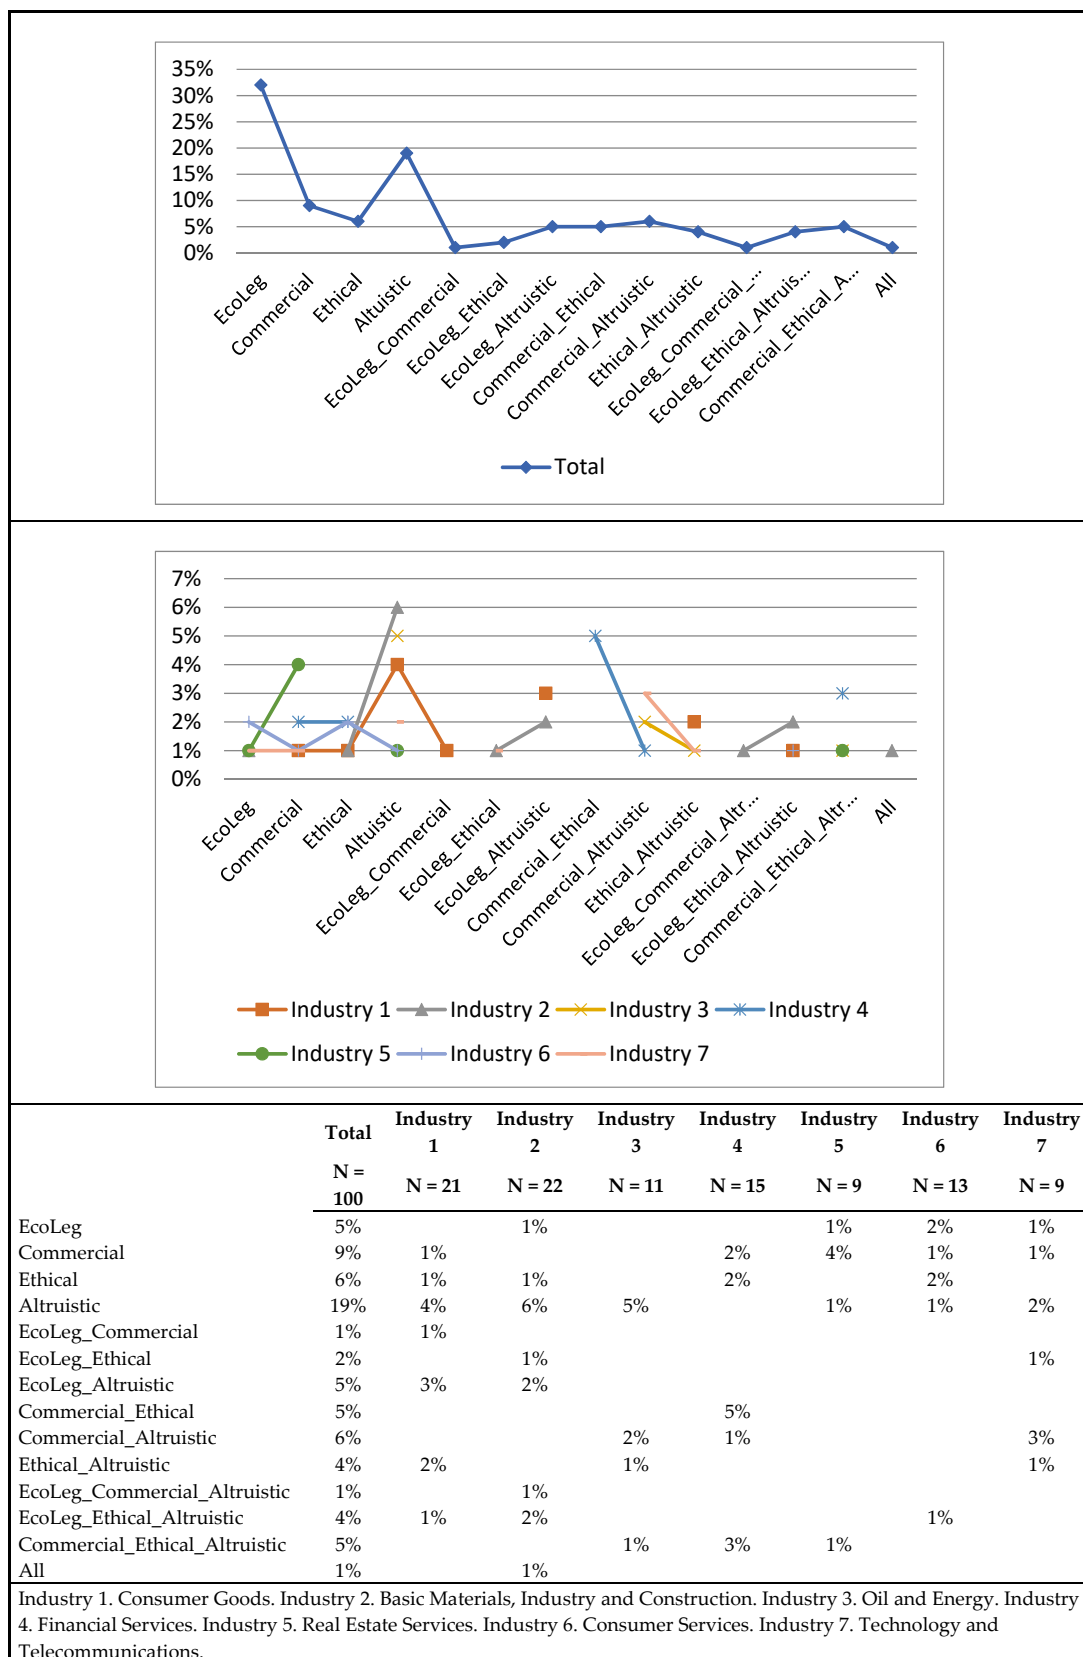 35%
30%
25%
20%
15%
10%
5%
0%
EcoLeg
Commercial
Ethical
Altuistic
EcoLeg_Commercial
EcoLeg_Ethical
EcoLeg_Altruistic
Commercial_Ethical
Commercial_Altruistic
Ethical_Altruistic
EcoLeg_Commercial_...
EcoLeg_Ethical_Altruis...
Commercial_Ethical_A...
All
Total
7%
6%
5%
4%
3%
2%
1%
0%
EcoLeg
Commercial
Ethical
Altuistic
EcoLeg_Commercial
EcoLeg_Ethical
EcoLeg_Altruistic
Commercial_Ethical
Commercial_Altruistic
Ethical_Altruistic
EcoLeg_Commercial_Altr...
EcoLeg_Ethical_Altruistic
Commercial_Ethical_Altr...
All
Industry 1 Industry 2 Industry 3 Industry 4
Industry 5 Industry 6 Industry 7
Total Industry 1 Industry 2 Industry 3 Industry 4 Industry 5 Industry 6 Industry 7
N = 100 N = 21 N = 22 N = 11 N = 15 N = 9 N = 13 N = 9
EcoLeg 5% 1% 1% 2% 1%
Commercial 9% 1% 2% 4% 1% 1%
Ethical 6% 1% 1% 2% 2%
Altruistic 19% 4% 6% 5% 1% 1% 2%
EcoLeg_Commercial 1% 1%
EcoLeg_Ethical 2% 1% 1%
EcoLeg_Altruistic 5% 3% 2%
Commercial_Ethical 5% 5%
Commercial_Altruistic 6% 2% 1% 3%
Ethical_Altruistic 4% 2% 1% 1%
EcoLeg_Commercial_Altruistic 1% 1%
EcoLeg_Ethical_Altruistic 4% 1% 2% 1%
Commercial_Ethical_Altruistic 5% 1% 3% 1%
All 1% 1%
Industry 1. Consumer Goods. Industry 2. Basic Materials, Industry and Construction. Industry 3. Oil and Energy. Industry
4. Financial Services. Industry 5. Real Estate Services. Industry 6. Consumer Services. Industry 7. Technology and
Telecommunications.